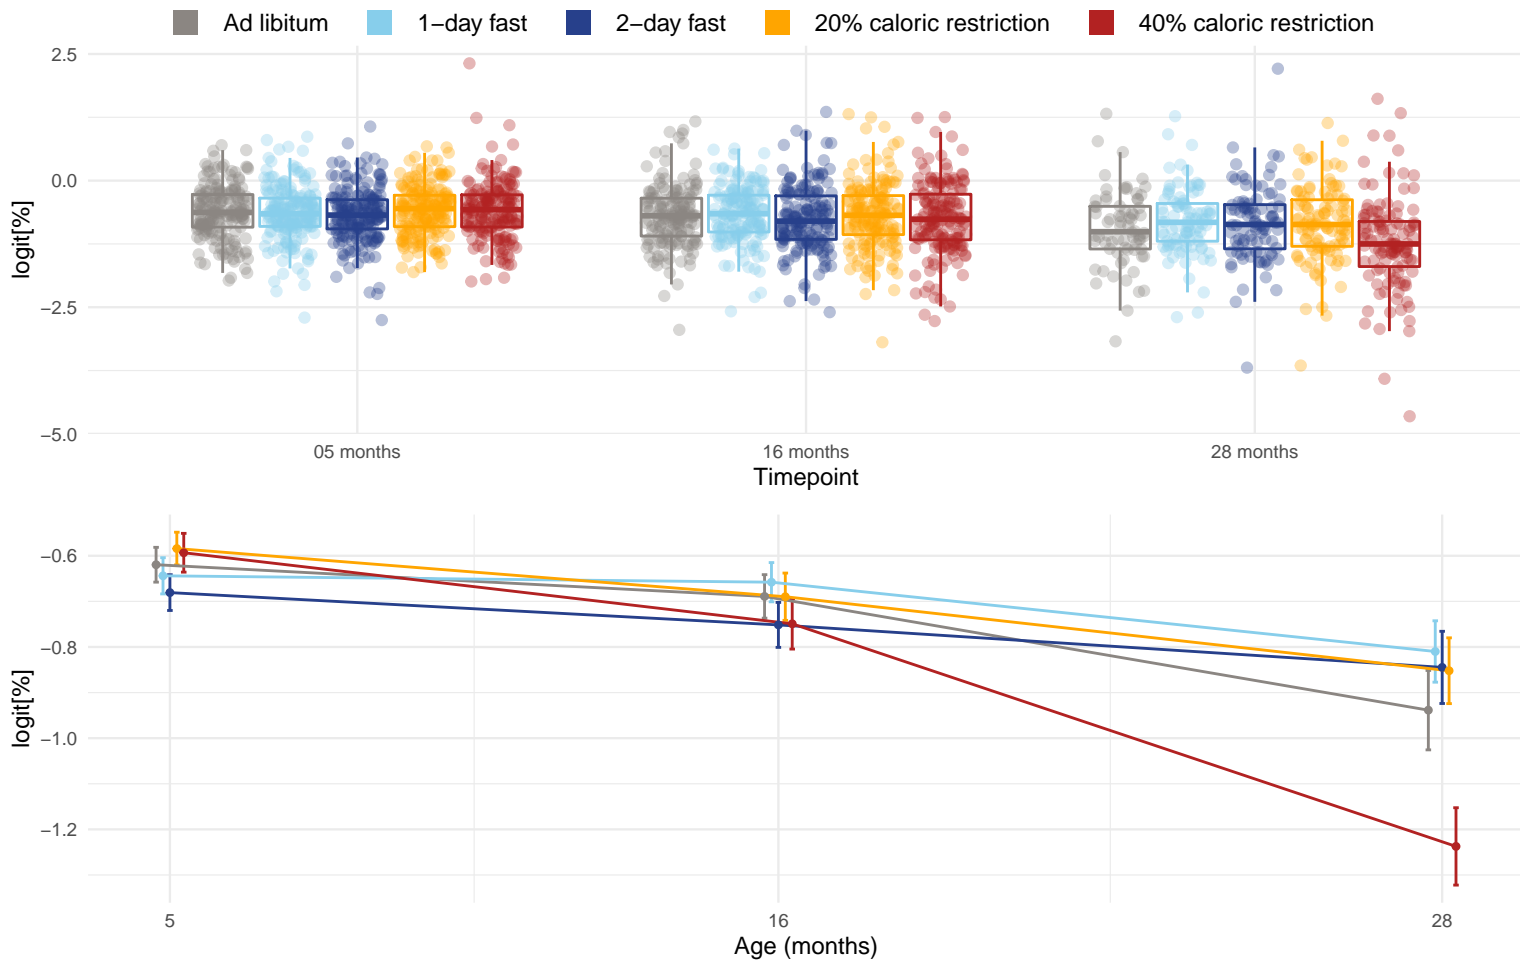 Ad libitum 1−day fast 2−day fast 20% caloric restriction 40% caloric restriction
2.5
0.0
−2.5
−5.0
logit[%]
05 months 16 months 28 months
Timepoint
−0.6
−0.8
−1.0
−1.2
logit[%]
5 16 28
Age (months)